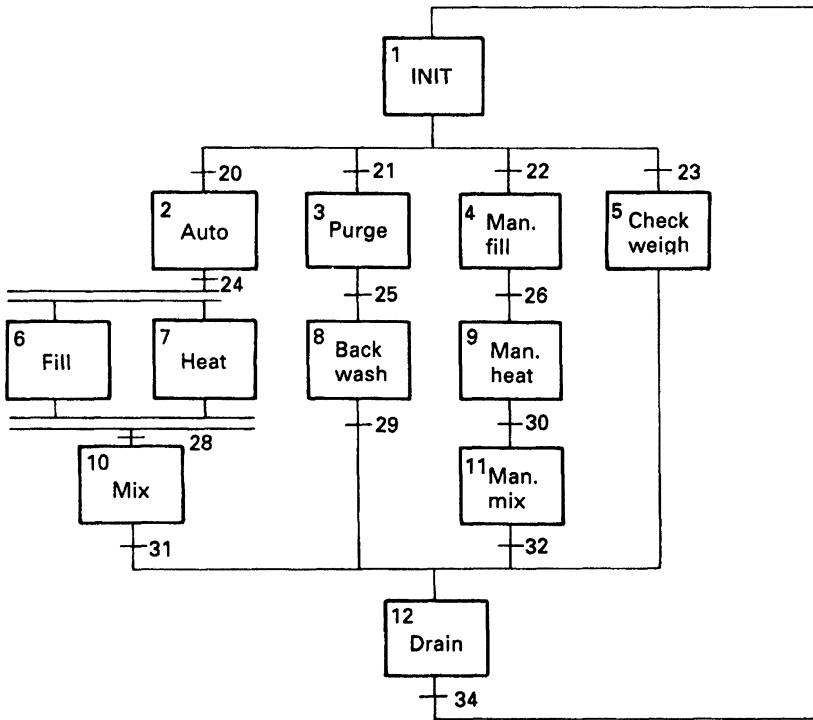 1
INIT
20
21
22
23
2
Auto
3
Purge
4
Man.
fill
5
Check
weigh
24
25
26
6
Fill
7
Heat
8
Back
wash
9
Man.
heat
28
29
30
10
Mix
11
Man.
mix
31
32
12
Drain
34